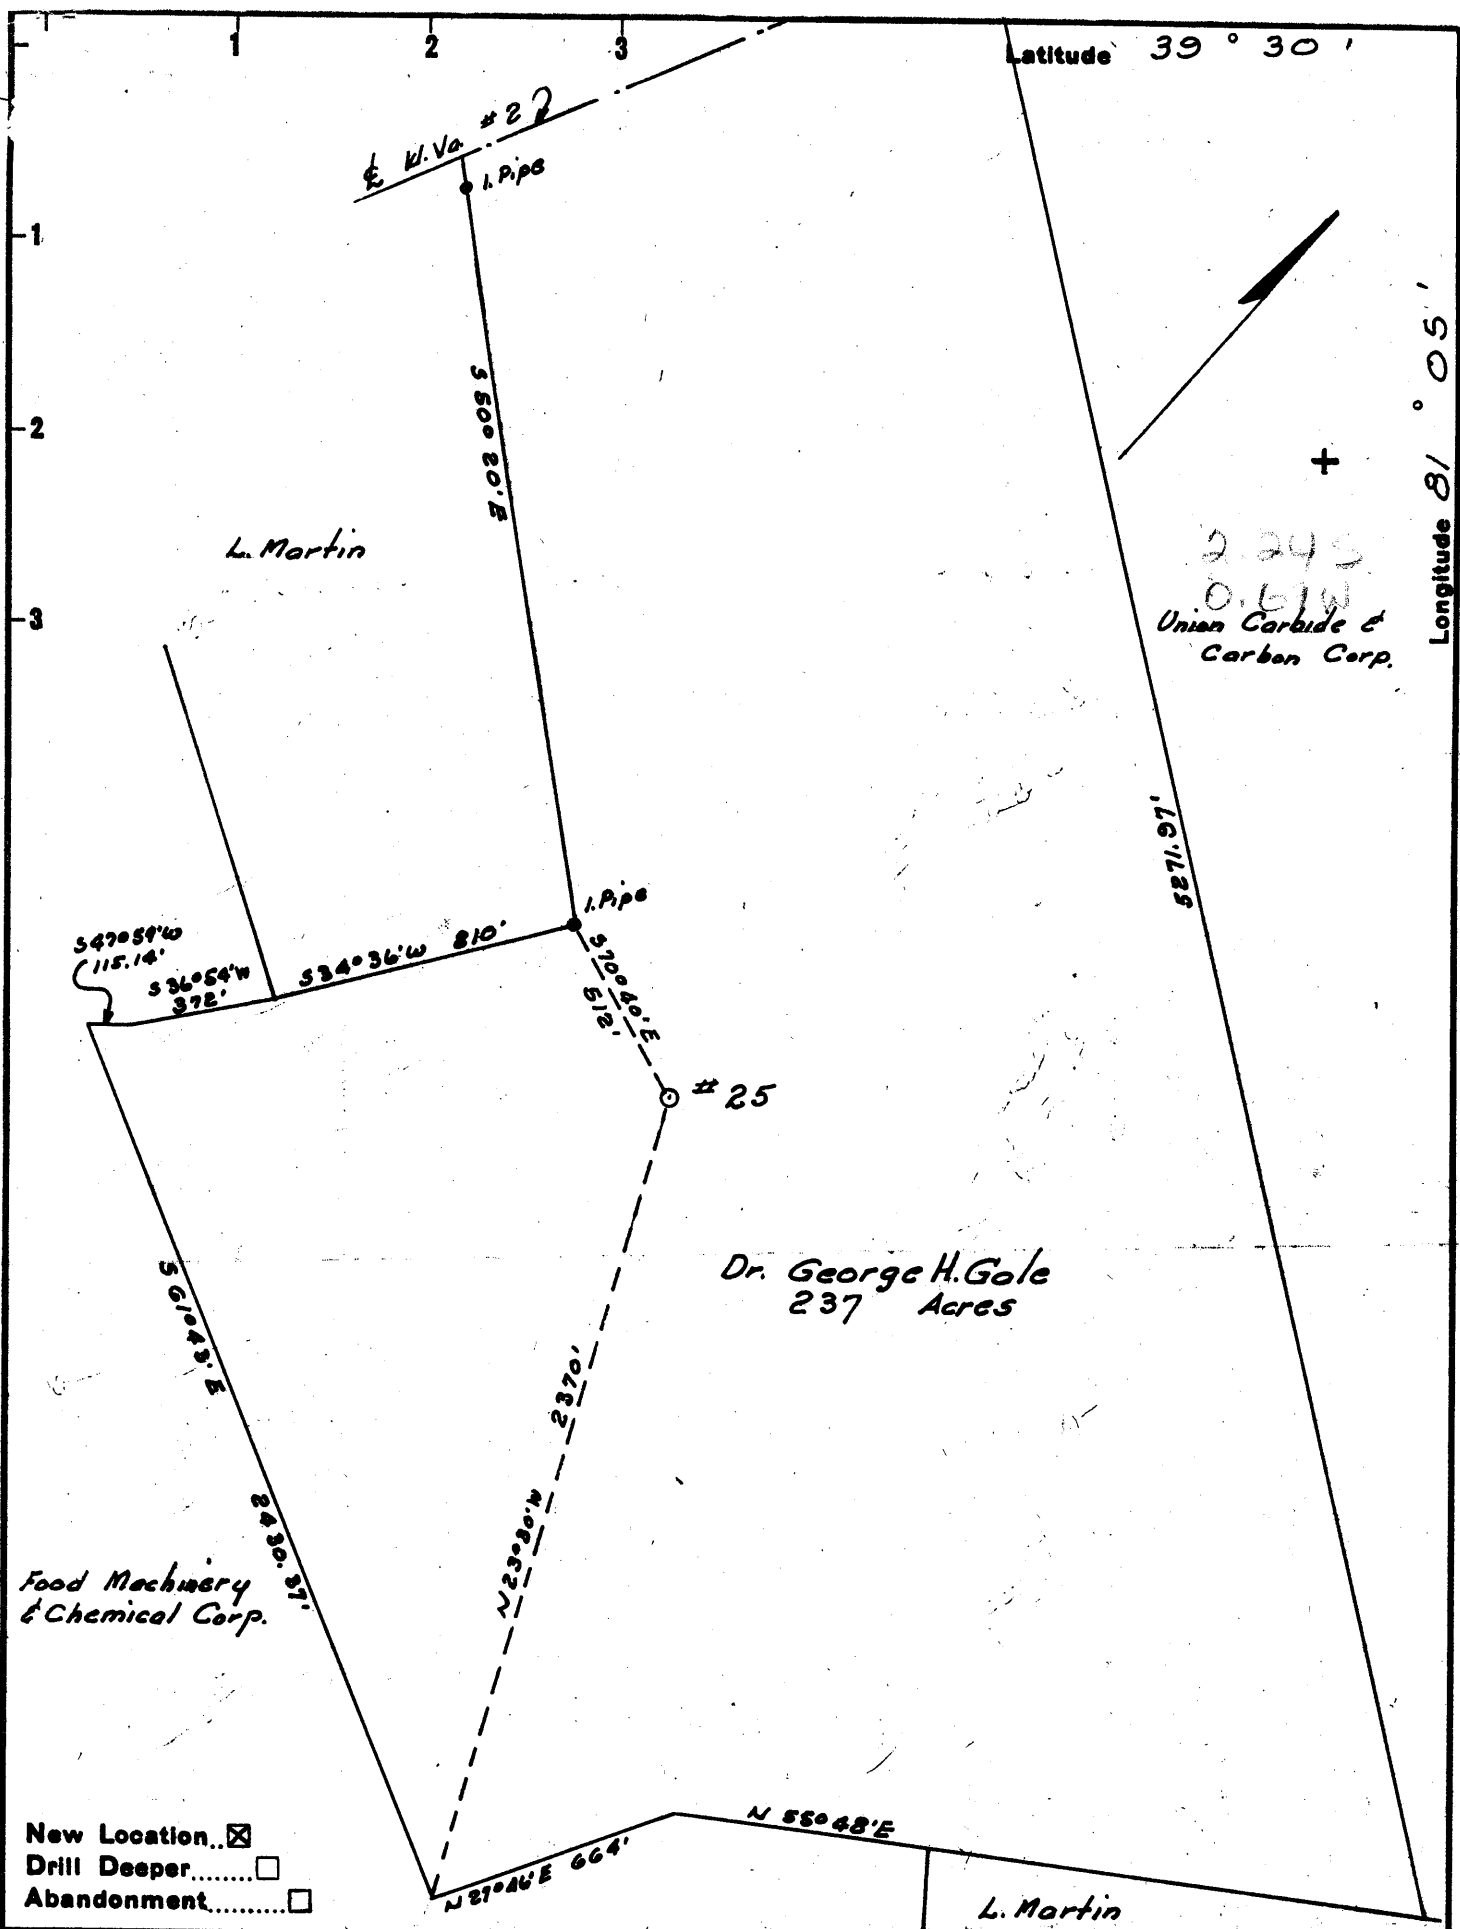 1 2 3
Latitude 39 ° 30 '
℄ W. Va. #2
I. Pipe
1
2
3
Longitude 81 ° 05 '
S 50° 20' E
L. Martin
2.24 S
Union Carbide &
Carbon Corp.
5271.97'
I. Pipe
S 47° 59' W
115.14'
S 36° 54' W
372'
S 34° 36' W 810'
S 70° 40' E
512'
# 25
Dr. George H. Gale
237 Acres
S 61° 43' E
2430.37'
2370'
N 23° 30' W
Food Machinery
& Chemical Corp.
New Location..☒
Drill Deeper........☐
Abandonment..........☐
N 27° 46' E 664'
N 55° 48' E
L. Martin